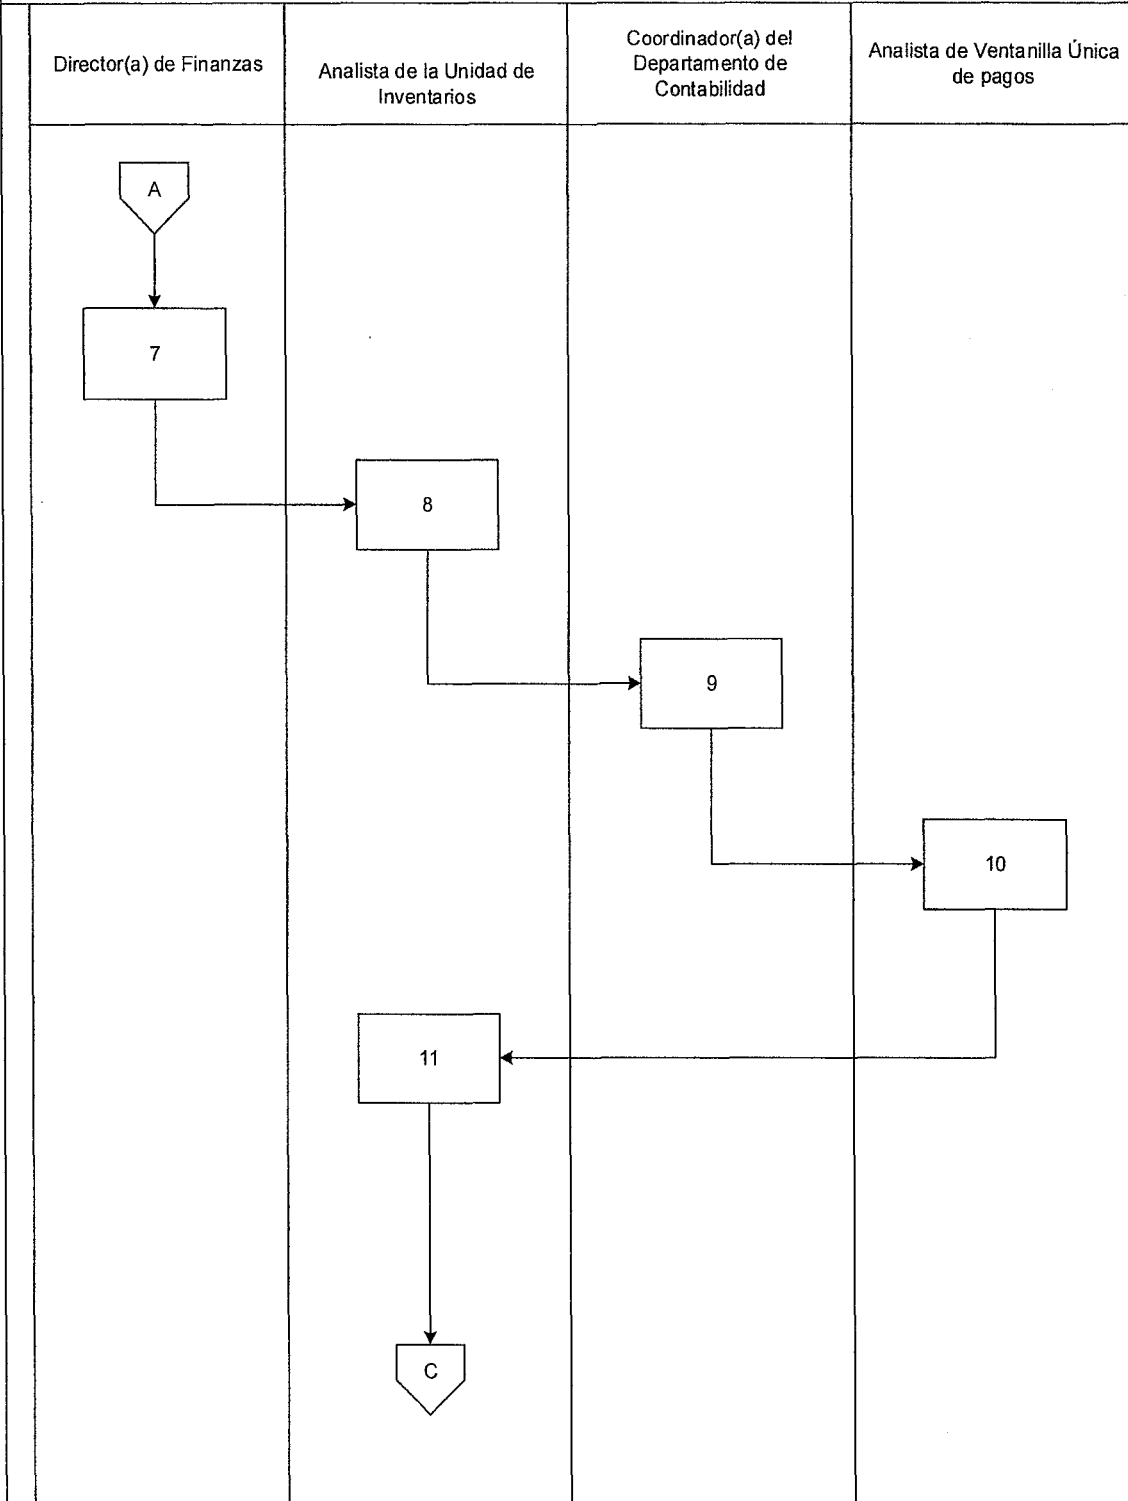 Director(a) de Finanzas
Analista de la Unidad de
Inventarios
Coordinador(a) del
Departamento de
Contabilidad
Analista de Ventanilla Única
de pagos
A
7
8
9
10
11
C